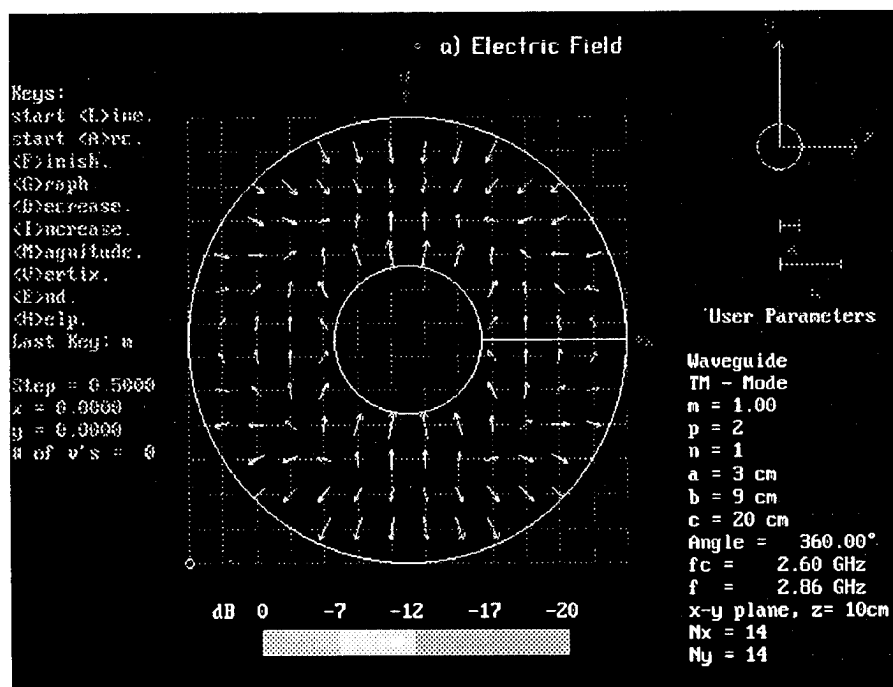 a) Electric Field
Keys:
start <L>ine.
start <A>rc.
<F>inish.
<G>raph
<D>ecrease.
<I>ncrease.
<M>agnitude.
<V>ertix.
<E>nd.
<H>elp.
Last Key: m
Step = 0.5000
x = 0.0000
y = 0.0000
# of v's = 0
User Parameters
Waveguide
TM - Mode
m = 1.00
p = 2
n = 1
a = 3 cm
b = 9 cm
c = 20 cm
Angle = 360.00°
fc = 2.60 GHz
f = 2.86 GHz
x-y plane, z= 10cm
Nx = 14
Ny = 14
dB 0 -7 -12 -17 -20